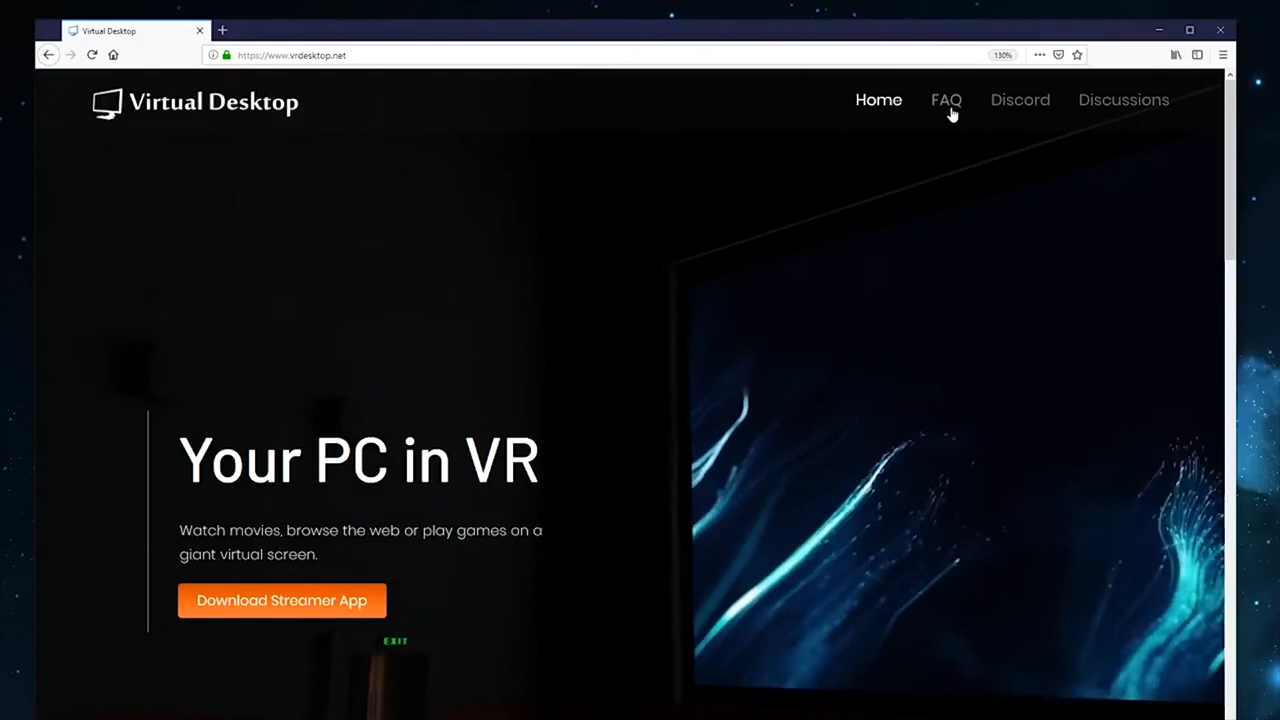 Virtual Desktop
https://www.vrdesktop.net
130%
Virtual Desktop
Home
FAQ
Discord
Discussions
Your PC in VR
Watch movies, browse the web or play games on a
giant virtual screen.
Download Streamer App
EXIT